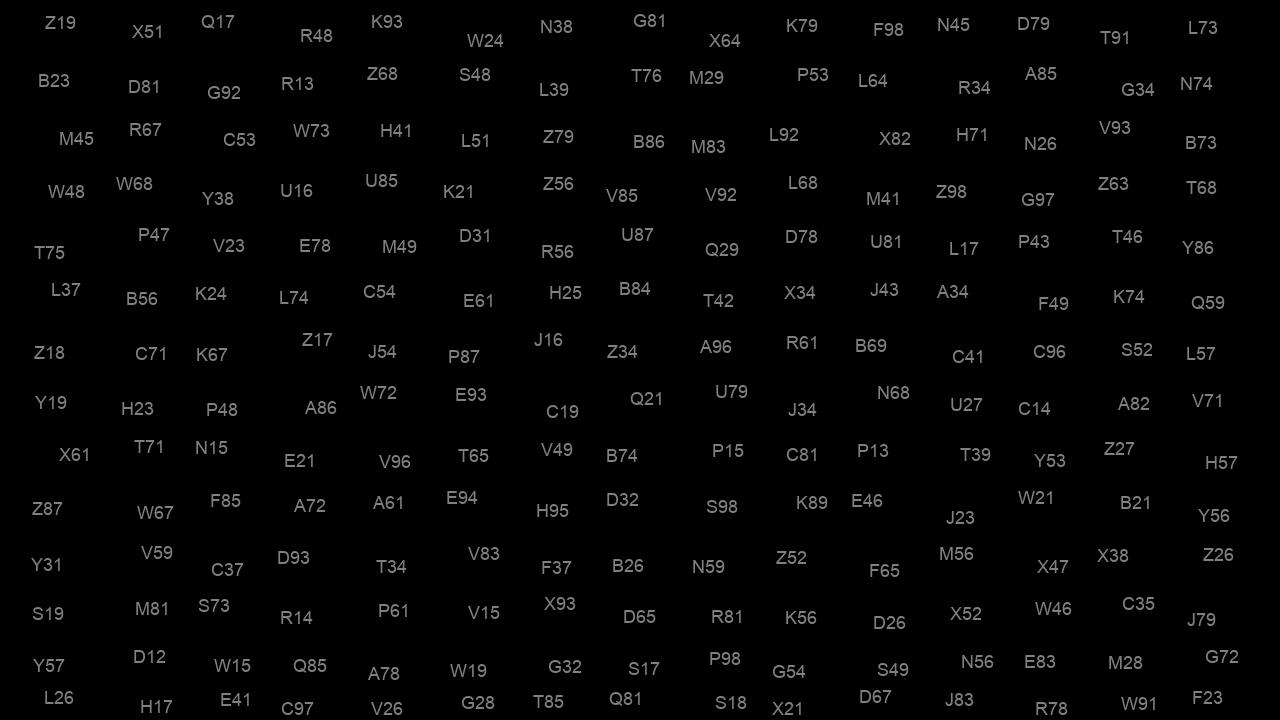 Z19 X51 Q17 R48 K93 W24 N38 G81 X64 K79 F98 N45 D79 T91 L73
B23 D81 G92 R13 Z68 S48 L39 T76 M29 P53 L64 R34 A85 G34 N74
M45 R67 C53 W73 H41 L51 Z79 B86 M83 L92 X82 H71 N26 V93 B73
W48 W68 Y38 U16 U85 K21 Z56 V85 V92 L68 M41 Z98 G97 Z63 T68
T75 P47 V23 E78 M49 D31 R56 U87 Q29 D78 U81 L17 P43 T46 Y86
L37 B56 K24 L74 C54 E61 H25 B84 T42 X34 J43 A34 F49 K74 Q59
Z18 C71 K67 Z17 J54 P87 J16 Z34 A96 R61 B69 C41 C96 S52 L57
Y19 H23 P48 A86 W72 E93 C19 Q21 U79 J34 N68 U27 C14 A82 V71
X61 T71 N15 E21 V96 T65 V49 B74 P15 C81 P13 T39 Y53 Z27 H57
Z87 W67 F85 A72 A61 E94 H95 D32 S98 K89 E46 J23 W21 B21 Y56
Y31 V59 C37 D93 T34 V83 F37 B26 N59 Z52 F65 M56 X47 X38 Z26
S19 M81 S73 R14 P61 V15 X93 D65 R81 K56 D26 X52 W46 C35 J79
Y57 D12 W15 Q85 A78 W19 G32 S17 P98 G54 S49 N56 E83 M28 G72
L26 H17 E41 C97 V26 G28 T85 Q81 S18 X21 D67 J83 R78 W91 F23